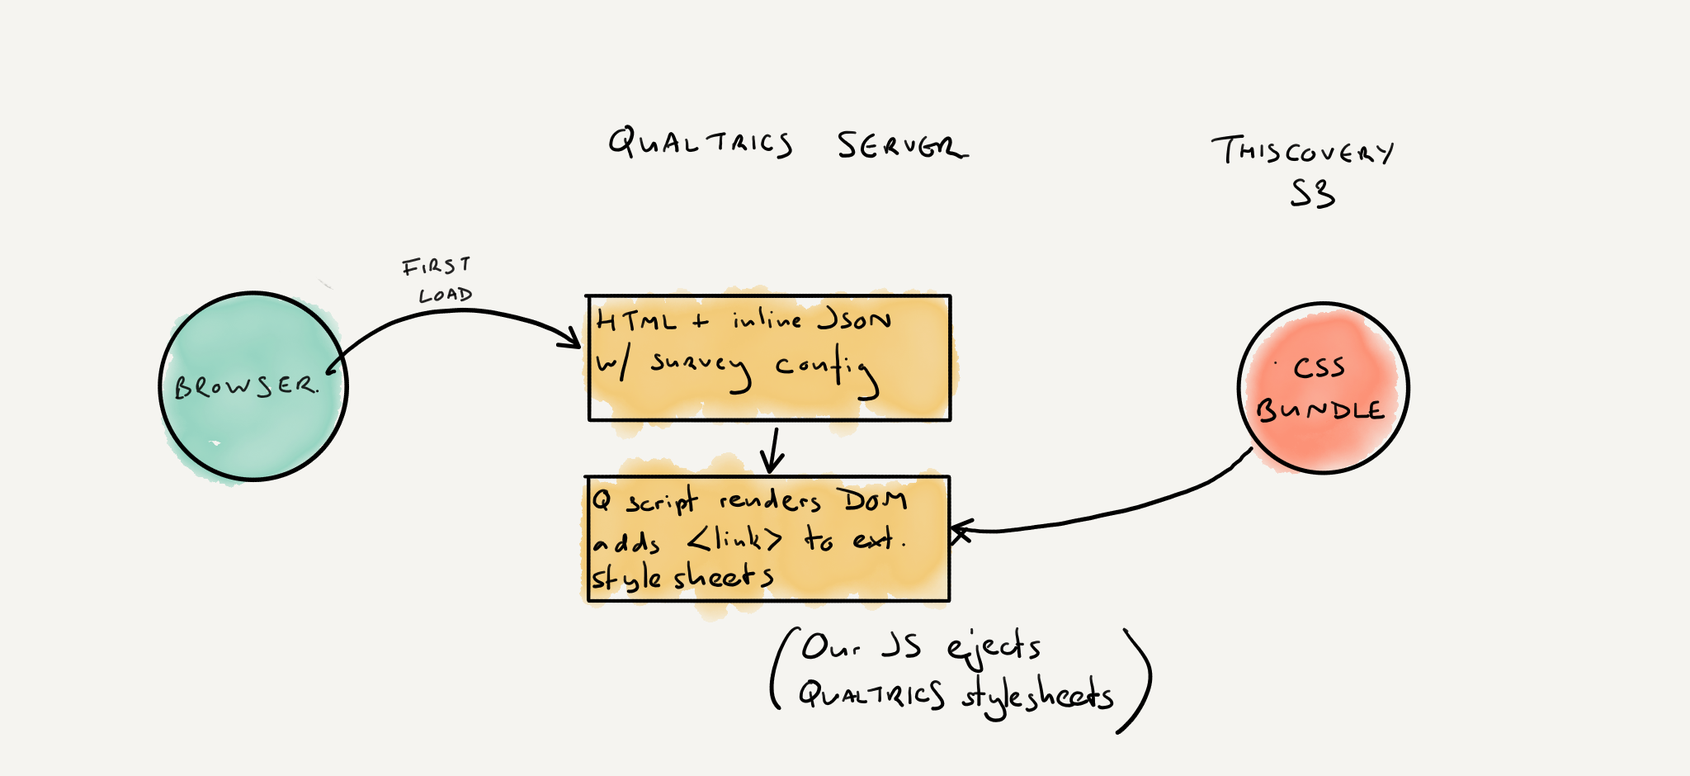 QUALTRICS SERVER
THISCOVERY
S3
FIRST
LOAD
BROWSER.
HTML + inline JSON
w/ survey config
Q script renders DOM
adds <link> to ext.
style sheets
CSS
BUNDLE
(Our JS ejects
QUALTRICS stylesheets)